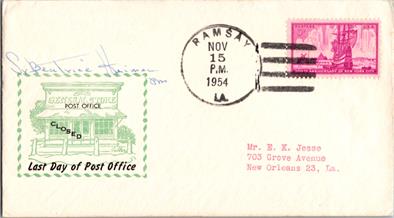 RAMSAY
NOV
15
P.M.
1954
LA.
GENERAL STORE
POST OFFICE
CLOSED
Last Day of Post Office
Mr. E. K. Jesse
703 Grove Avenue
New Orleans 23, La.